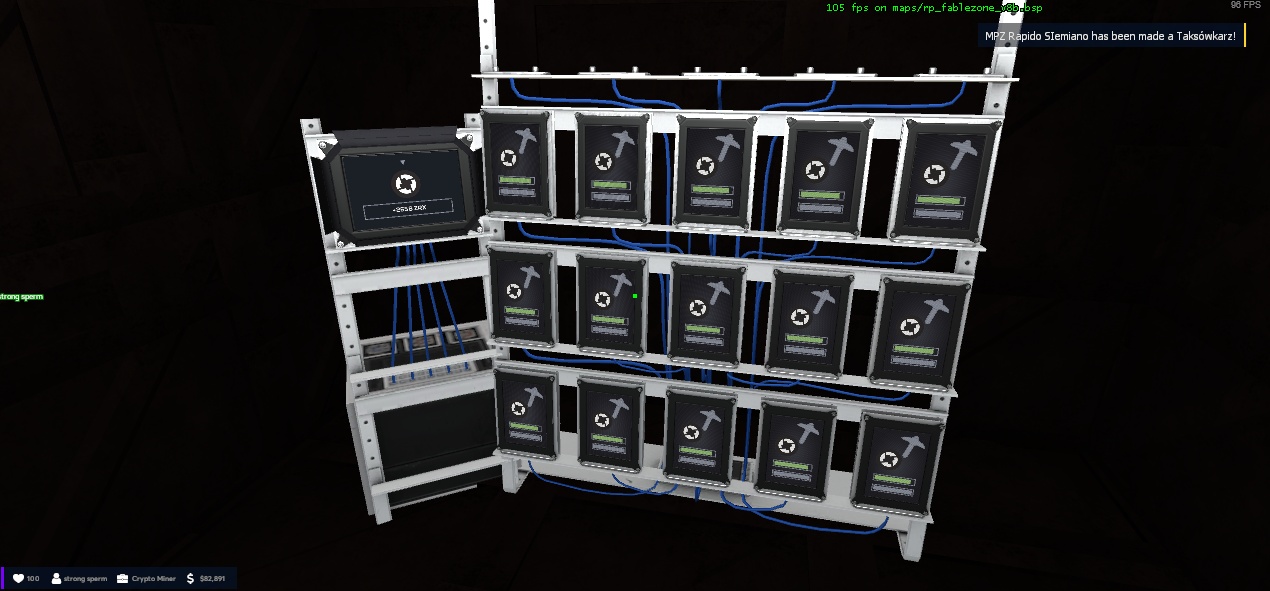 105 fps on maps/rp_fablezone_v8b.bsp
96 FPS
MPZ Rapido SIemiano has been made a Taksówkarz!
strong sperm
100
strong sperm
Crypto Miner
$82,891